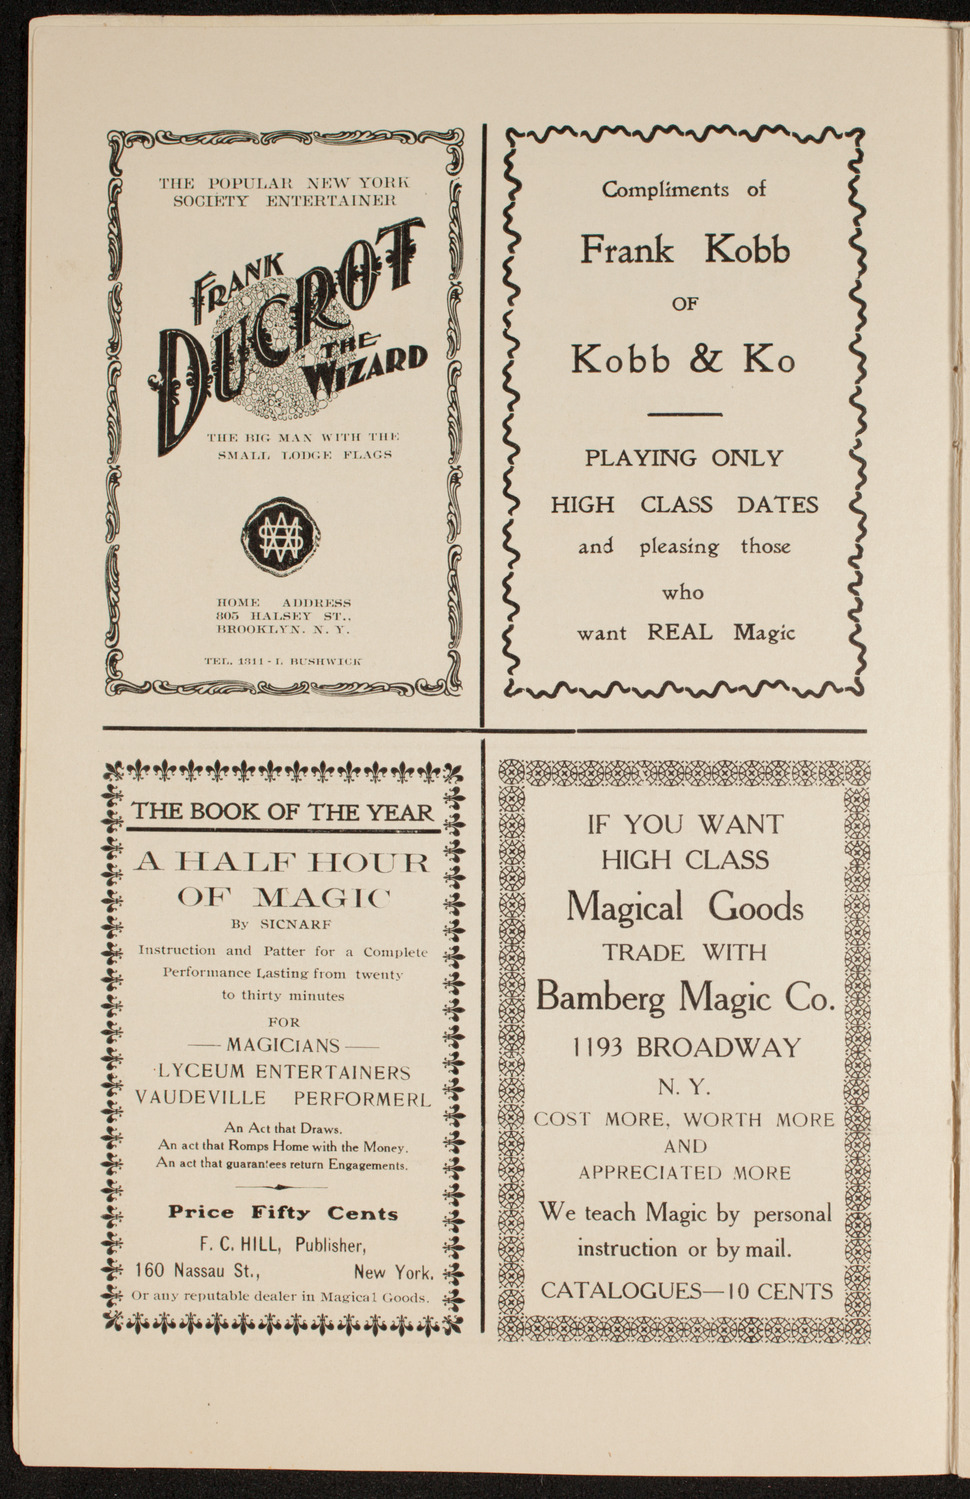 THE POPULAR NEW YORK
SOCIETY ENTERTAINER
FRANK
DUCROT
THE
WIZARD
THE BIG MAN WITH THE
SMALL LODGE FLAGS
HOME ADDRESS
805 HALSEY ST.,
BROOKLYN. N. Y.
TEL. 1311 - L BUSHWICK
Compliments of
Frank Kobb
OF
Kobb & Ko
PLAYING ONLY
HIGH CLASS DATES
and pleasing those
who
want REAL Magic
THE BOOK OF THE YEAR
A HALF HOUR
OF MAGIC
By SICNARF
Instruction and Patter for a Complete
Performance Lasting from twenty
to thirty minutes
FOR
— MAGICIANS —
LYCEUM ENTERTAINERS
VAUDEVILLE PERFORMERL
An Act that Draws.
An act that Romps Home with the Money.
An act that guarantees return Engagements.
Price Fifty Cents
F. C. HILL, Publisher,
160 Nassau St., New York.
Or any reputable dealer in Magical Goods.
IF YOU WANT
HIGH CLASS
Magical Goods
TRADE WITH
Bamberg Magic Co.
1193 BROADWAY
N. Y.
COST MORE, WORTH MORE
AND
APPRECIATED MORE
We teach Magic by personal
instruction or by mail.
CATALOGUES—10 CENTS